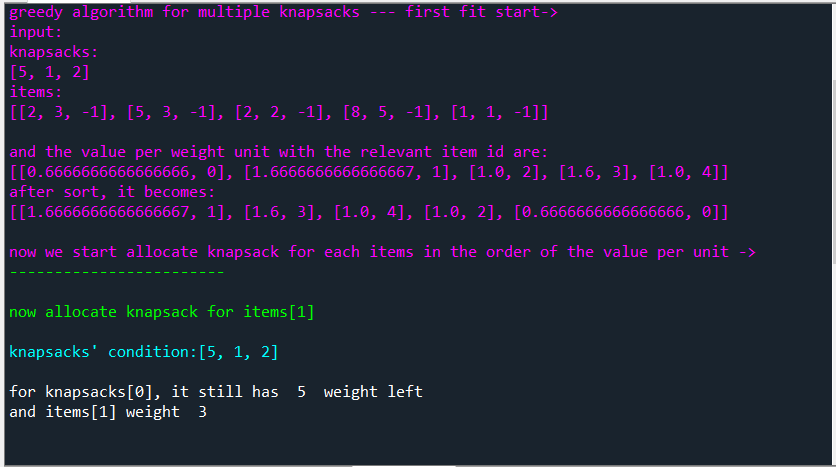 greedy algorithm for multiple knapsacks --- first fit start->
input:
knapsacks:
[5, 1, 2]
items:
[[2, 3, -1], [5, 3, -1], [2, 2, -1], [8, 5, -1], [1, 1, -1]]
and the value per weight unit with the relevant item id are:
[[0.6666666666666666, 0], [1.6666666666666667, 1], [1.0, 2], [1.6, 3], [1.0, 4]]
after sort, it becomes:
[[1.6666666666666667, 1], [1.6, 3], [1.0, 4], [1.0, 2], [0.6666666666666666, 0]]
now we start allocate knapsack for each items in the order of the value per unit ->
------------------------
now allocate knapsack for items[1]
knapsacks' condition:[5, 1, 2]
for knapsacks[0], it still has  5  weight left
and items[1] weight  3